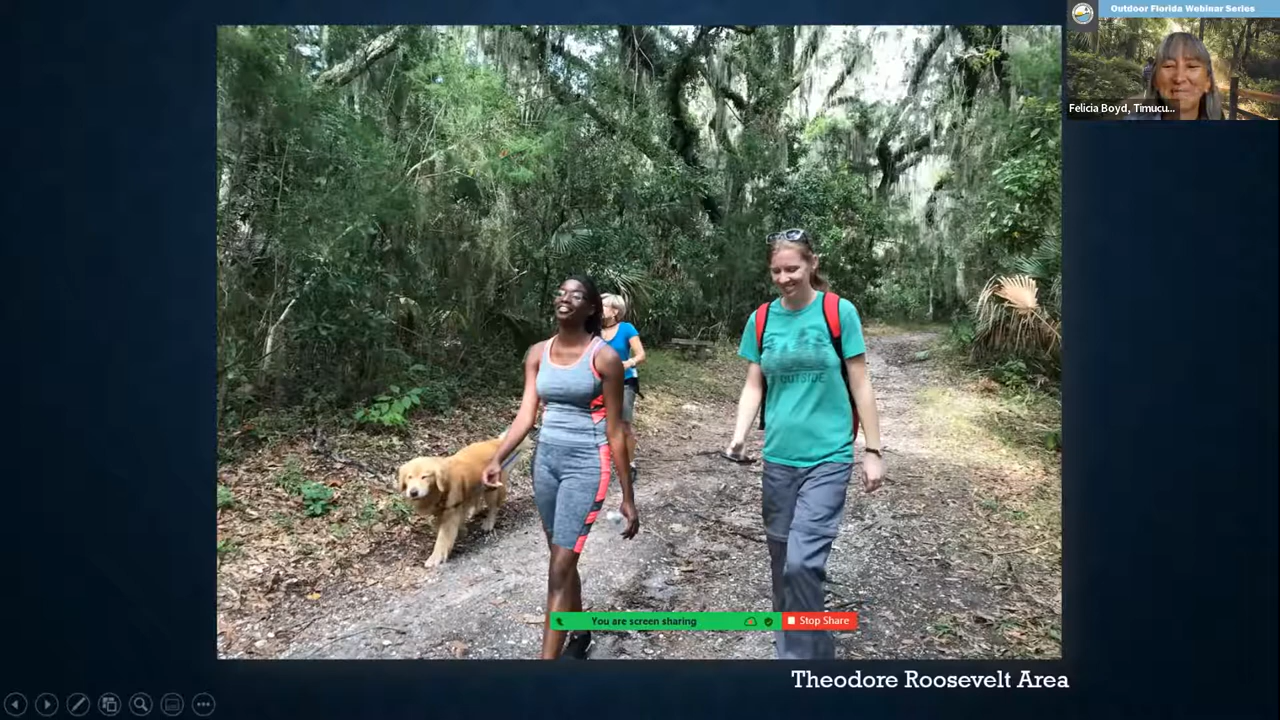 Outdoor Florida Webinar Series
Felicia Boyd, Timucu...
OUTSIDE
You are screen sharing
Stop Share
Theodore Roosevelt Area